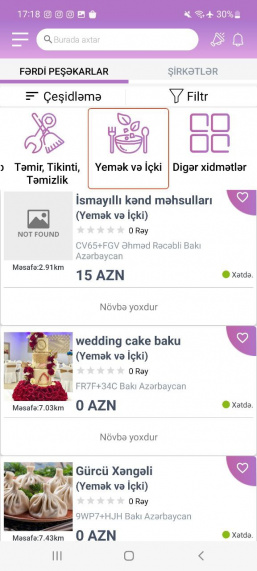 17:18
30%
Burada axtar
FƏRDİ PEŞƏKARLAR
ŞİRKƏTLƏR
Çeşidləmə
Filtr
Təmir, Tikinti,
Təmizlik
Yemək və İçki
Digər xidmətlər
NOT FOUND
Məsafə:2.91km
İsmayıllı kənd məhsulları
(Yemək və İçki)
0 Rəy
CV65+FGV Əhməd Rəcəbli Bakı
Azərbaycan
15 AZN
Xətdə.
Növbə yoxdur
Məsafə:7.03km
wedding cake baku
(Yemək və İçki)
0 Rəy
FR7F+34C Bakı Azərbaycan
0 AZN
Xətdə.
Növbə yoxdur
Məsafə:7.43km
Gürcü Xəngəli
(Yemək və İçki)
0 Rəy
9WP7+HJH Bakı Azərbaycan
0 AZN
Xətdə.